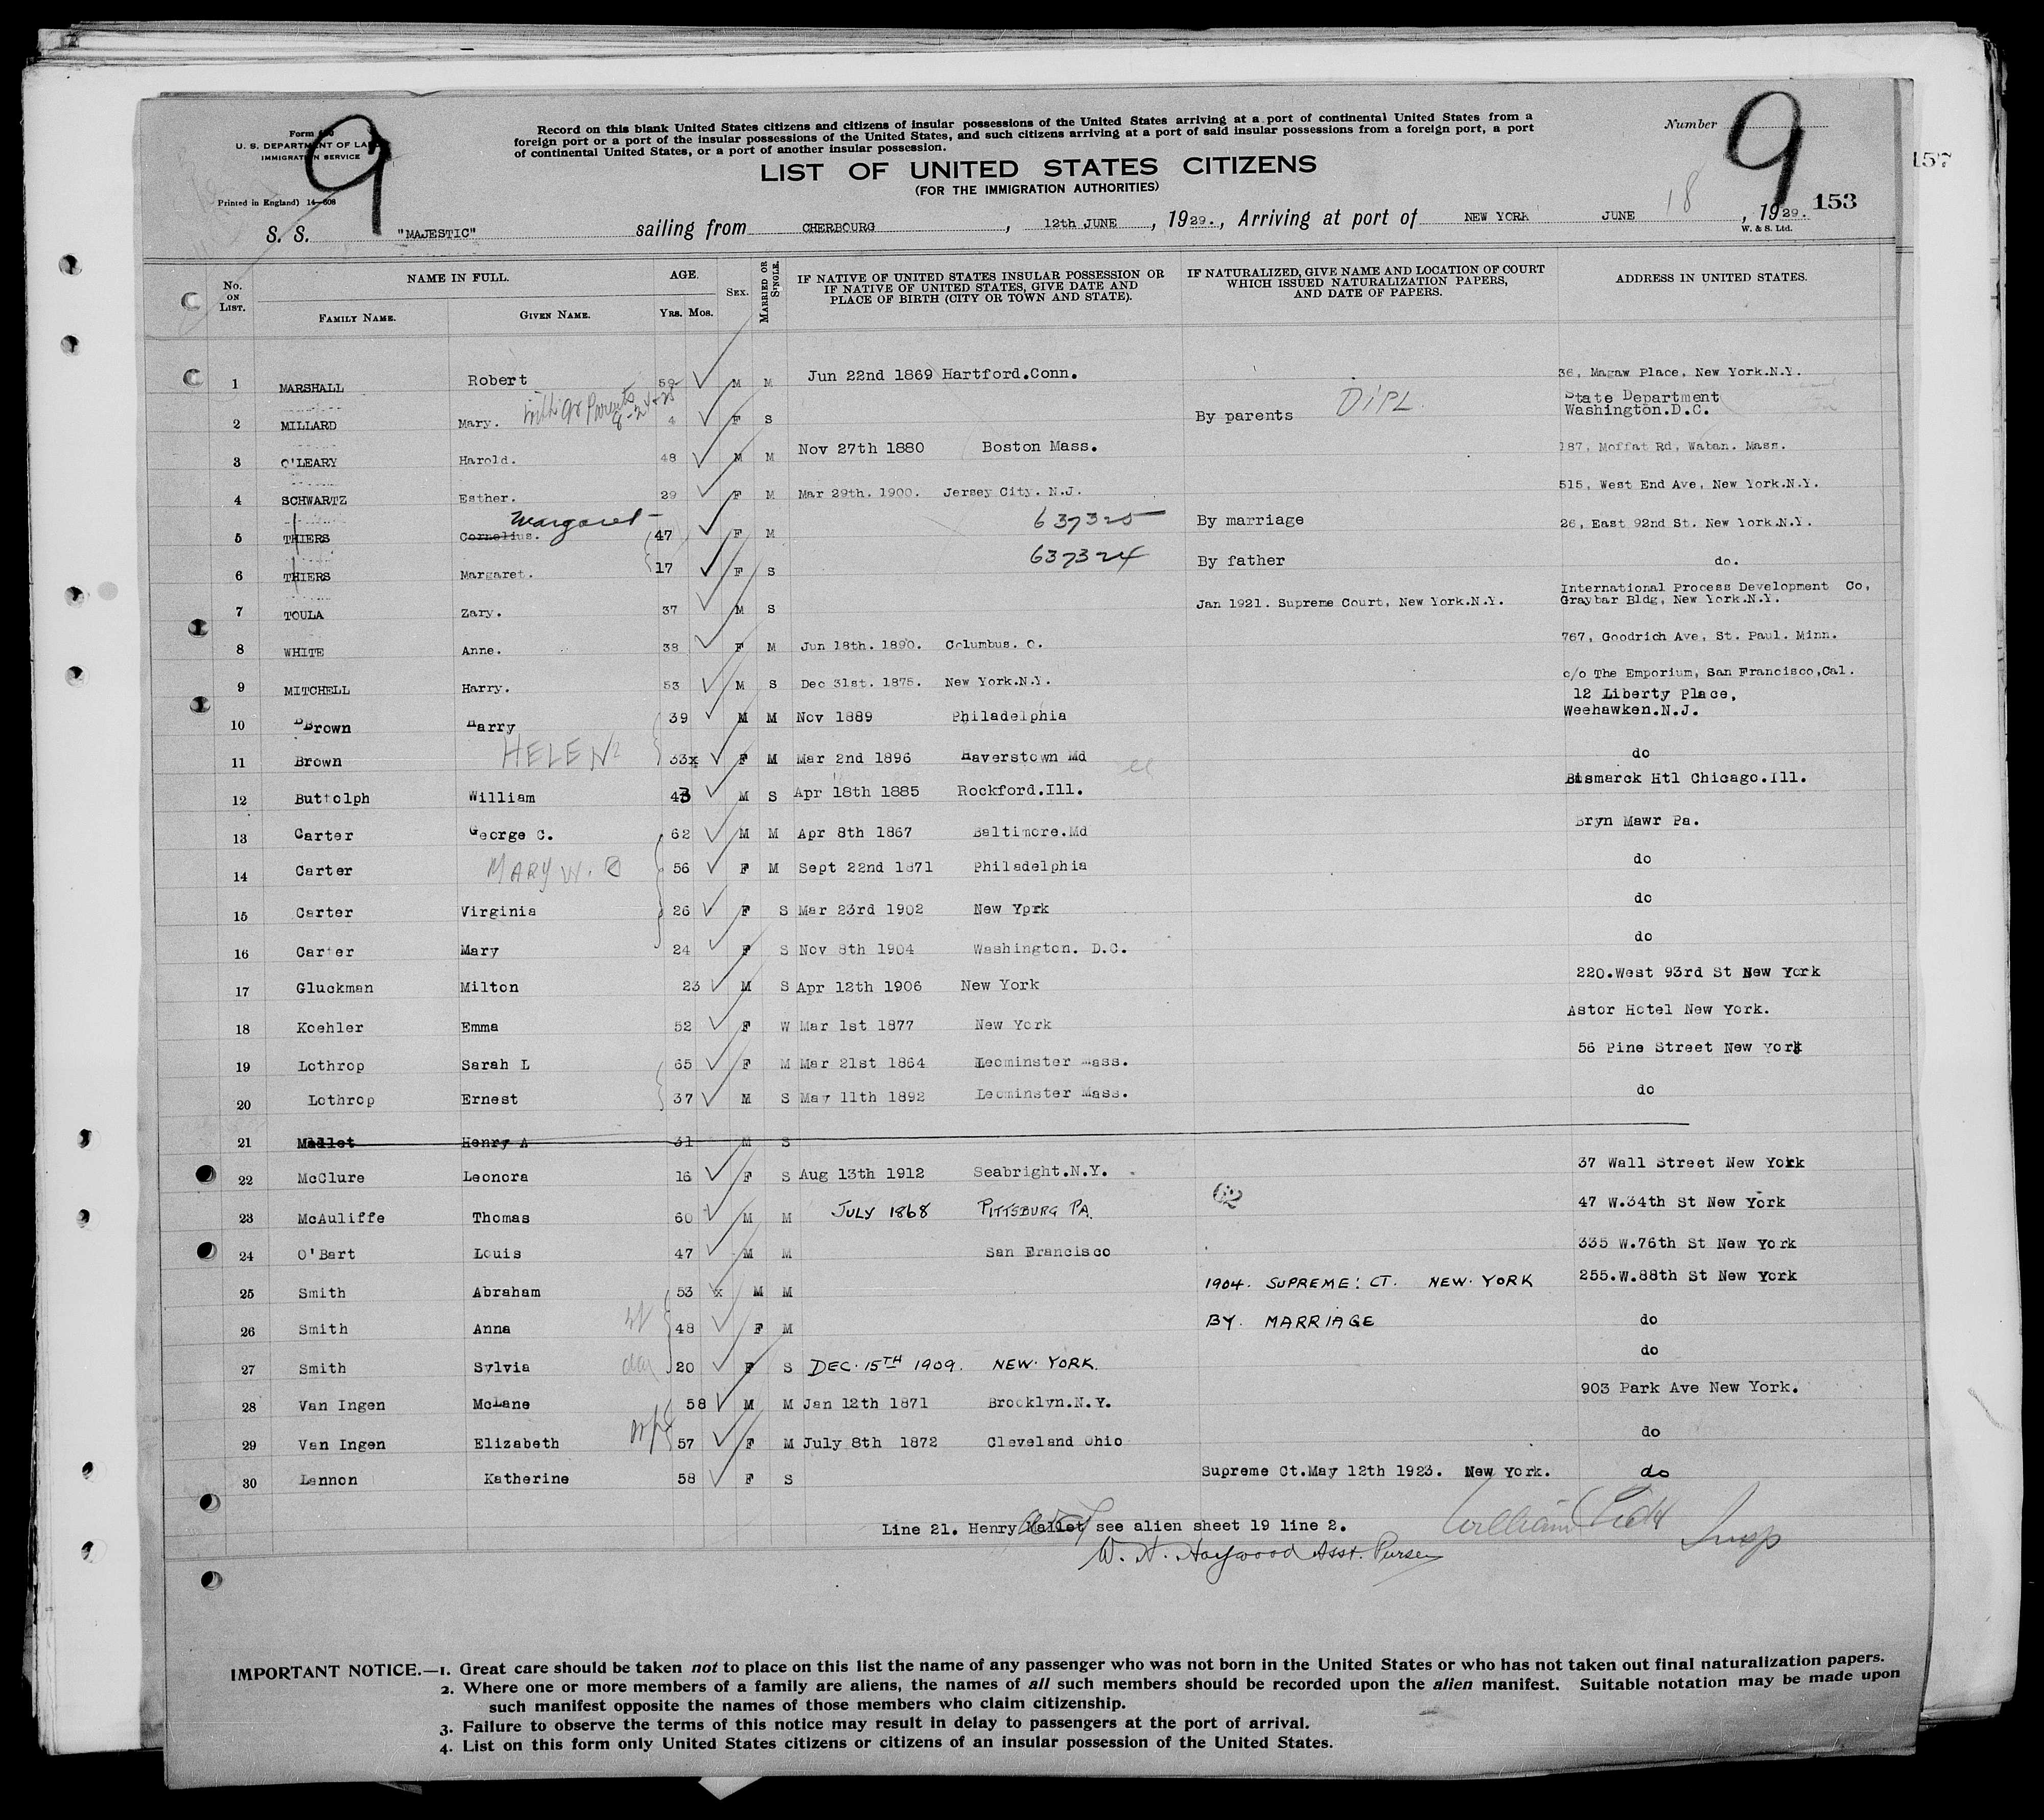 Record on this blank United States citizens and citizens of insular possessions of the United States arriving at a port of continental United States from a
foreign port or a port of the insular possessions of the United States, and such citizens arriving at a port of said insular possessions from a foreign port, a port
of continental United States, or a port of another insular possession.
Form
U. S. DEPARTMENT OF LA
IMMIGRATION SERVICE
9
Number 9
157
LIST OF UNITED STATES CITIZENS
(FOR THE IMMIGRATION AUTHORITIES)
Printed in England) 14—608
153
S. S. "MAJESTIC" sailing from CHERBOURG, 12th JUNE, 1929., Arriving at port of NEW YORK JUNE 18, 1929.
W. & S. Ltd.
No. ON LIST. NAME IN FULL. FAMILY NAME. GIVEN NAME. AGE. YRS. MOS. SEX. MARRIED OR SINGLE. IF NATIVE OF UNITED STATES INSULAR POSSESSION OR IF NATIVE OF UNITED STATES, GIVE DATE AND PLACE OF BIRTH (CITY OR TOWN AND STATE). IF NATURALIZED, GIVE NAME AND LOCATION OF COURT WHICH ISSUED NATURALIZATION PAPERS, AND DATE OF PAPERS. ADDRESS IN UNITED STATES.
1 MARSHALL Robert 59 M M Jun 22nd 1869 Hartford.Conn. 36, Magaw Place, New York.N.Y.
2 MILLARD Mary. with gr Parents 4 F S By parents DIPL. State Department Washington.D.C.
3 O'LEARY Harold. 48 M M Nov 27th 1880 Boston Mass. 187, Moffat Rd, Waban. Mass.
4 SCHWARTZ Esther. 29 F M Mar 29th. 1900. Jersey City. N.J. 515, West End Ave, New York.N.Y.
5 THIERS Cornelius. Margaret 47 F M 637325 By marriage 26, East 92nd St. New York.N.Y.
6 THIERS Margaret. 17 F S 637324 By father do.
7 TOULA Zary. 37 M S Jan 1921. Supreme Court, New York.N.Y. International Process Development Co, Graybar Bldg, New York.N.Y.
8 WHITE Anne. 38 F M Jun 18th. 1890. Columbus. O. 767, Goodrich Ave, St. Paul. Minn.
9 MITCHELL Harry. 53 M S Dec 31st. 1875. New York.N.Y. c/o The Emporium, San Francisco,Cal.
10 Brown Harry 39 M M Nov 1889 Philadelphia 12 Liberty Place, Weehawken.N.J.
11 Brown HELEN 33x F M Mar 2nd 1896 Haverstown Md do
12 Buttolph William 43 M S Apr 18th 1885 Rockford.Ill. Bismarck Htl Chicago.Ill.
13 Carter George C. 62 M M Apr 8th 1867 Baltimore.Md Bryn Mawr Pa.
14 Carter MARY W. 56 F M Sept 22nd 1871 Philadelphia do
15 Carter Virginia 26 F S Mar 23rd 1902 New Yprk do
16 Carter Mary 24 F S Nov 8th 1904 Washington. D.C. do
17 Gluckman Milton 23 M S Apr 12th 1906 New York 220.West 93rd St New York
18 Koehler Emma 52 F W Mar 1st 1877 New York Astor Hotel New York.
19 Lothrop Sarah L 65 F M Mar 21st 1864 Leominster Mass. 56 Pine Street New York
20 Lothrop Ernest 37 M S May 11th 1892 Leominster Mass. do
21 Mallet Henry A 31 M S
22 McClure Leonora 16 F S Aug 13th 1912 Seabright.N.Y. 37 Wall Street New York
23 McAuliffe Thomas 60 M M JULY 1868 PITTSBURG PA. 47 W.34th St New York
24 O'Bart Louis 47 M M San Francisco 335 W.76th St New York
25 Smith Abraham 53 x M M 1904. SUPREME: CT. NEW. YORK 255.W.88th St New York
26 Smith Anna 48 F M BY. MARRIAGE do
27 Smith Sylvia dau 20 F S DEC. 15TH 1909. NEW. YORK. do
28 Van Ingen McLane 58 M M Jan 12th 1871 Brooklyn.N.Y. 903 Park Ave New York.
29 Van Ingen Elizabeth 57 F M July 8th 1872 Cleveland Ohio do
30 Lennon Katherine 58 F S Supreme Ct.May 12th 1923. New York. do
Line 21. Henry Mallet see alien sheet 19 line 2.
William Insp
W. H. Haywood Asst. Purser
IMPORTANT NOTICE.—1. Great care should be taken not to place on this list the name of any passenger who was not born in the United States or who has not taken out final naturalization papers.
2. Where one or more members of a family are aliens, the names of all such members should be recorded upon the alien manifest. Suitable notation may be made upon
such manifest opposite the names of those members who claim citizenship.
3. Failure to observe the terms of this notice may result in delay to passengers at the port of arrival.
4. List on this form only United States citizens or citizens of an insular possession of the United States.